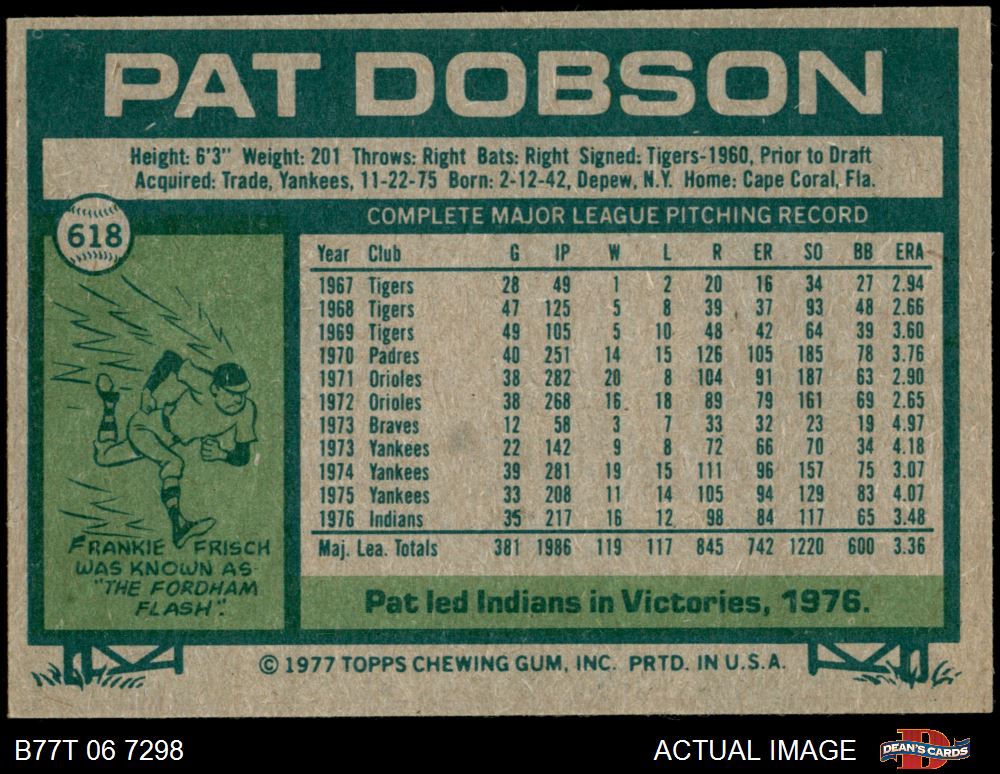 PAT DOBSON
Height: 6'3" Weight: 201 Throws: Right Bats: Right Signed: Tigers-1960, Prior to Draft
Acquired: Trade, Yankees, 11-22-75 Born: 2-12-42, Depew, N.Y. Home: Cape Coral, Fla.
618
COMPLETE MAJOR LEAGUE PITCHING RECORD
Year Club G IP W L R ER SO BB ERA
1967 Tigers 28 49 1 2 20 16 34 27 2.94
1968 Tigers 47 125 5 8 39 37 93 48 2.66
1969 Tigers 49 105 5 10 48 42 64 39 3.60
1970 Padres 40 251 14 15 126 105 185 78 3.76
1971 Orioles 38 282 20 8 104 91 187 63 2.90
1972 Orioles 38 268 16 18 89 79 161 69 2.65
1973 Braves 12 58 3 7 33 32 23 19 4.97
1973 Yankees 22 142 9 8 72 66 70 34 4.18
1974 Yankees 39 281 19 15 111 96 157 75 3.07
1975 Yankees 33 208 11 14 105 94 129 83 4.07
1976 Indians 35 217 16 12 98 84 117 65 3.48
Maj. Lea. Totals 381 1986 119 117 845 742 1220 600 3.36
FRANKIE FRISCH
WAS KNOWN AS
"THE FORDHAM
FLASH".
Pat led Indians in Victories, 1976.
© 1977 TOPPS CHEWING GUM, INC. PRTD. IN U.S.A.
B77T 06 7298
ACTUAL IMAGE
DEAN'S CARDS